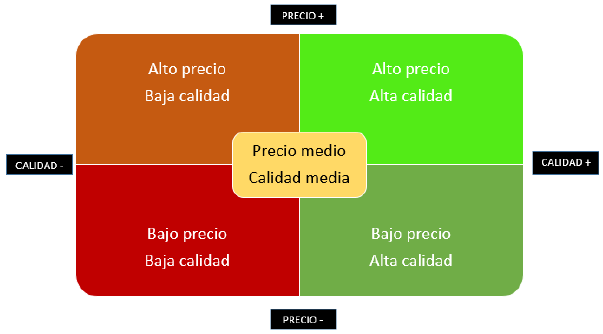 PRECIO +
Alto precio
Baja calidad
Alto precio
Alta calidad
CALIDAD -
Precio medio
Calidad media
CALIDAD +
Bajo precio
Baja calidad
Bajo precio
Alta calidad
PRECIO -